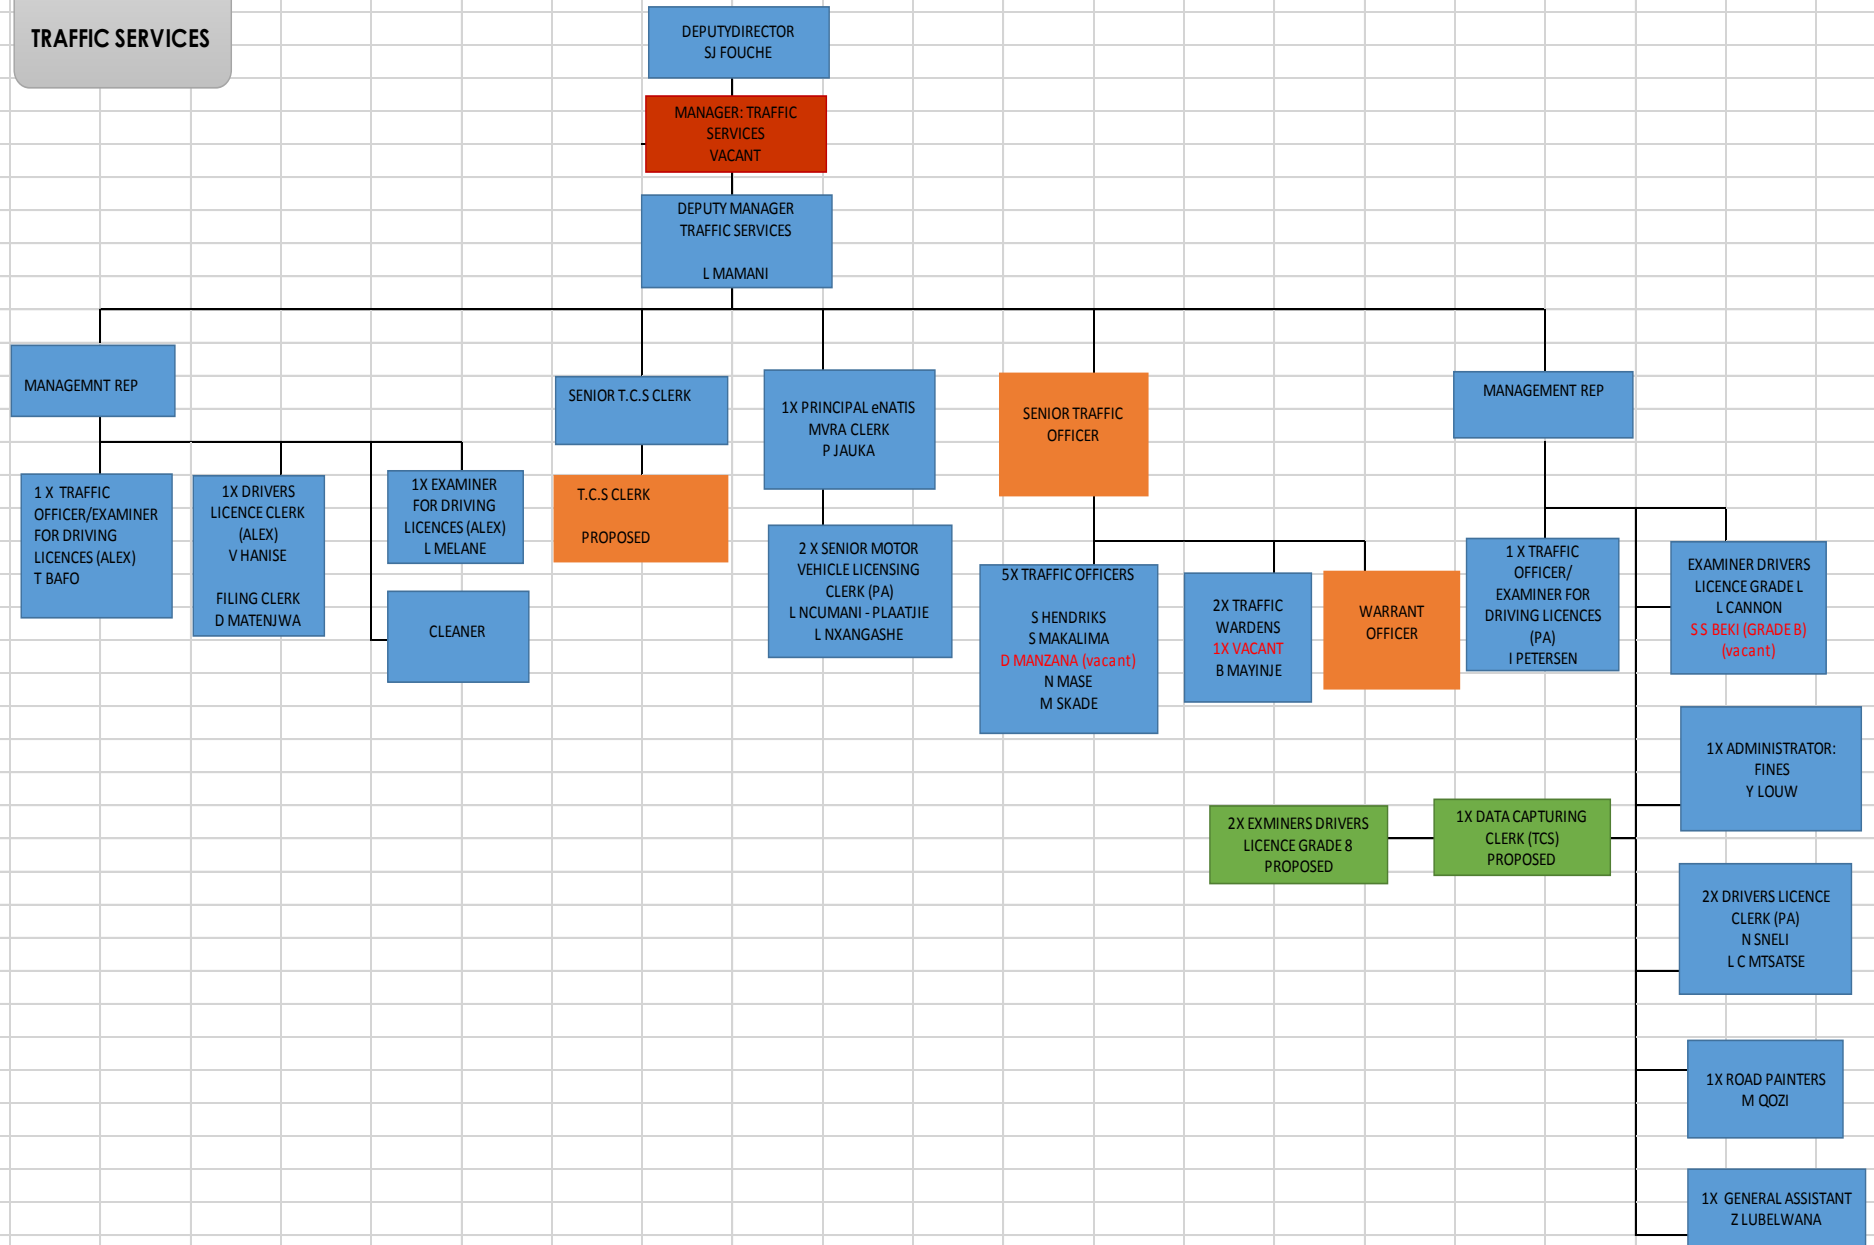 TRAFFIC SERVICES
DEPUTYDIRECTOR
SJ FOUCHE
MANAGER: TRAFFIC
SERVICES
VACANT
DEPUTY MANAGER
TRAFFIC SERVICES
L MAMANI
MANAGEMNT REP
SENIOR T.C.S CLERK
1X PRINCIPAL eNATIS
MVRA CLERK
P JAUKA
SENIOR TRAFFIC
OFFICER
MANAGEMENT REP
1 X TRAFFIC
OFFICER/EXAMINER
FOR DRIVING
LICENCES (ALEX)
T BAFO
1X DRIVERS
LICENCE CLERK
(ALEX)
V HANISE
FILING CLERK
D MATENJWA
1X EXAMINER
FOR DRIVING
LICENCES (ALEX)
L MELANE
CLEANER
T.C.S CLERK
PROPOSED
2 X SENIOR MOTOR
VEHICLE LICENSING
CLERK (PA)
L NCUMANI - PLAATJIE
L NXANGASHE
5X TRAFFIC OFFICERS
S HENDRIKS
S MAKALIMA
D MANZANA (vacant)
N MASE
M SKADE
2X TRAFFIC
WARDENS
1X VACANT
B MAYINJE
WARRANT
OFFICER
1 X TRAFFIC
OFFICER/
EXAMINER FOR
DRIVING LICENCES
(PA)
I PETERSEN
EXAMINER DRIVERS
LICENCE GRADE L
L CANNON
S S BEKI (GRADE B)
(vacant)
1X ADMINISTRATOR:
FINES
Y LOUW
2X EXMINERS DRIVERS
LICENCE GRADE 8
PROPOSED
1X DATA CAPTURING
CLERK (TCS)
PROPOSED
2X DRIVERS LICENCE
CLERK (PA)
N SNELI
L C MTSATSE
1X ROAD PAINTERS
M QOZI
1X GENERAL ASSISTANT
Z LUBELWANA